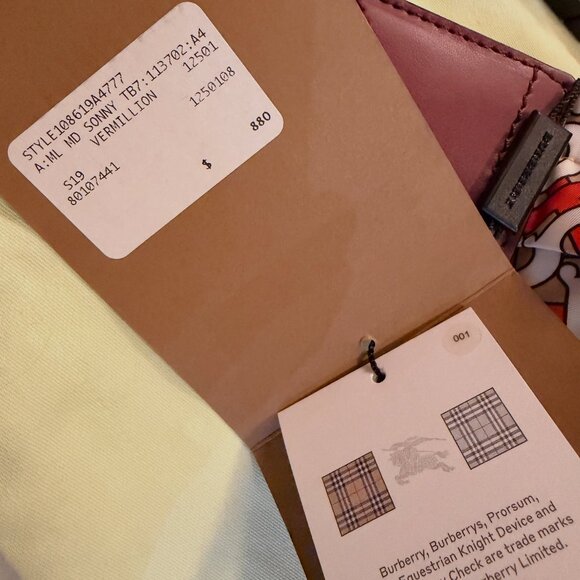 STYLE108619A4777
A:ML MD SONNY TB7:113702:A4
VERMILLION 12501
S19 1250108
80107441
$ 880
001
Burberry, Burberrys, Prorsum,
Equestrian Knight Device and
Check are trade marks
Limited.